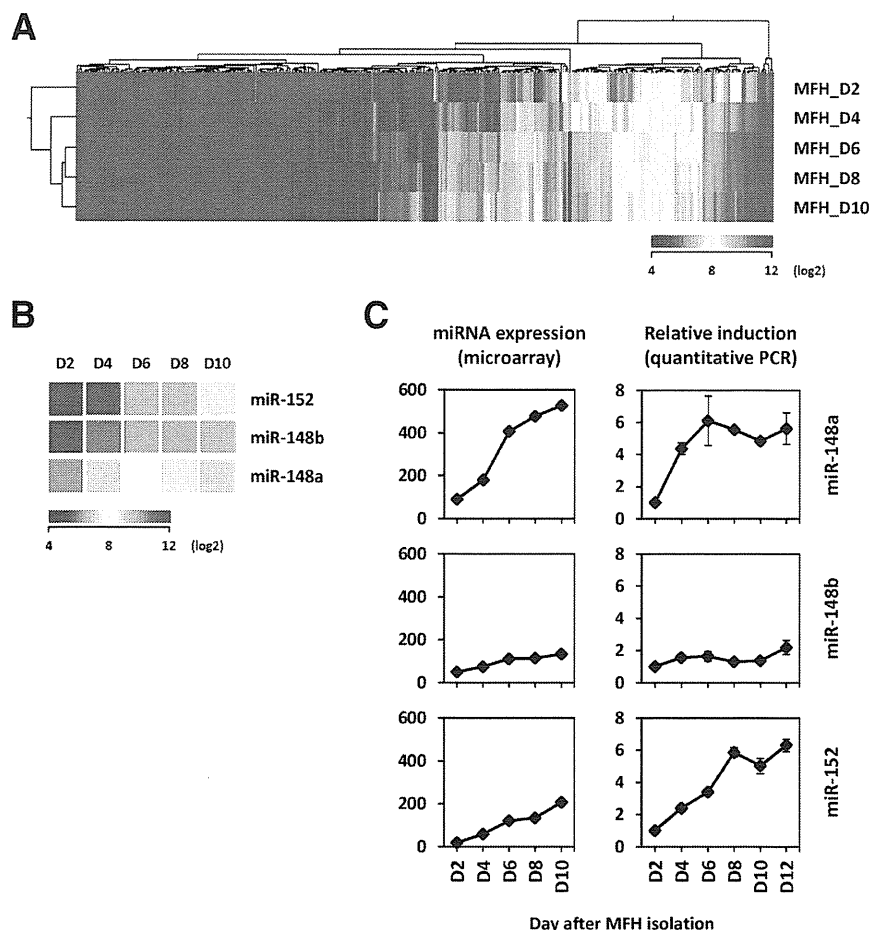 A
MFH_D2
MFH_D4
MFH_D6
MFH_D8
MFH_D10
4 8 12 (log2)
B
D2 D4 D6 D8 D10
miR-152
miR-148b
miR-148a
4 8 12 (log2)
C
miRNA expression
(microarray)
Relative induction
(quantitative PCR)
600
400
200
0
8
6
4
2
0
miR-148a
600
400
200
0
8
6
4
2
0
miR-148b
600
400
200
0
8
6
4
2
0
miR-152
D2 D4 D6 D8 D10
D2 D4 D6 D8 D10 D12
Day after MFH isolation